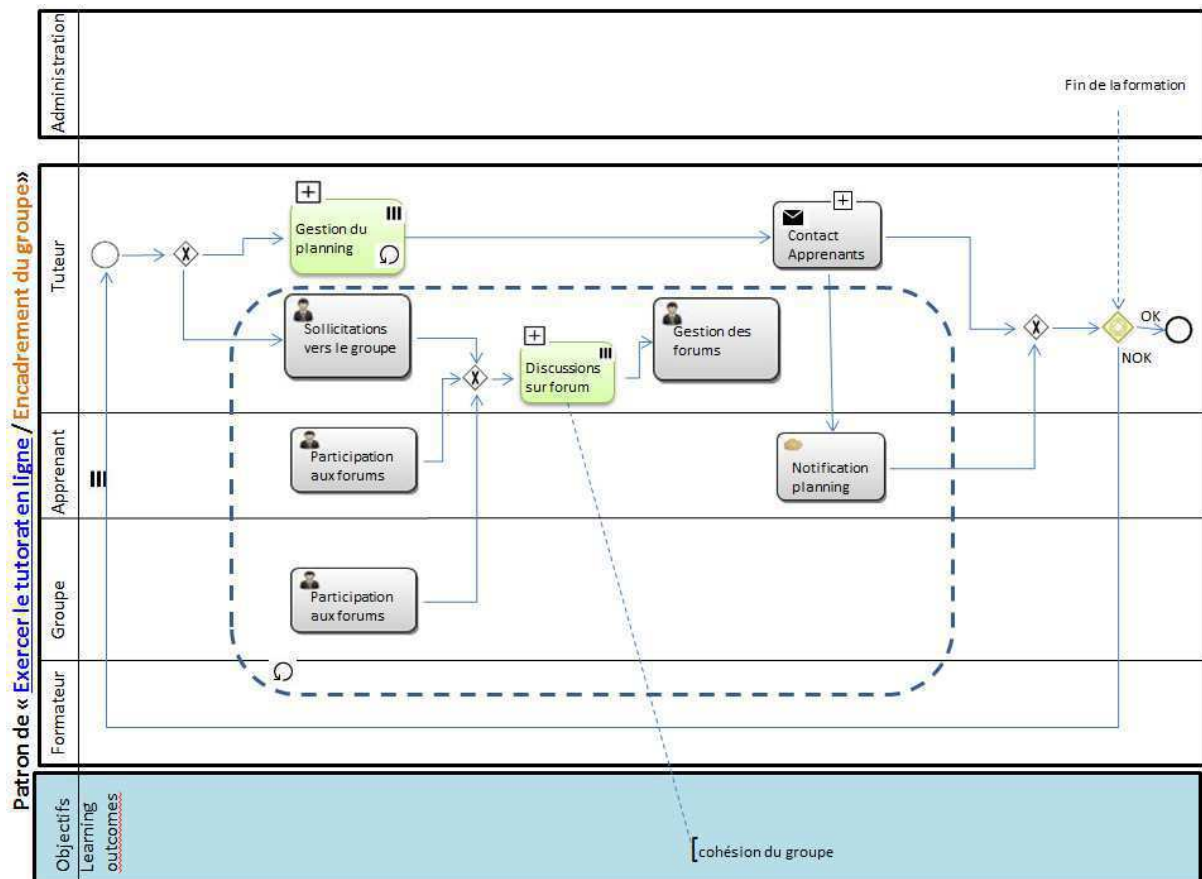 Patron de « Exercer le tutorat en ligne / Encadrement du groupe»
Administration
Fin de la formation
Tuteur
Gestion du
planning
Contact
Apprenants
Sollicitations
vers le groupe
Discussions
sur forum
Gestion des
forums
OK
NOK
Apprenant
Participation
aux forums
Notification
planning
Groupe
Participation
aux forums
Formateur
Objectifs
Learning
outcomes
[cohésion du groupe